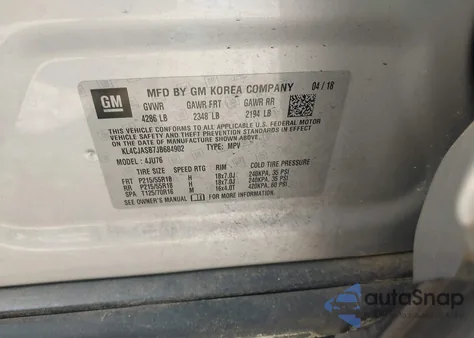 GM
MFD BY GM KOREA COMPANY 04/18
GVWR GAWR FRT GAWR RR
4286 LB 2348 LB 2194 LB
THIS VEHICLE CONFORMS TO ALL APPLICABLE U.S. FEDERAL MOTOR
VEHICLE SAFETY, BUMPER, AND THEFT PREVENTION STANDARDS IN EFFECT
ON THE DATE OF MANUFACTURE SHOWN ABOVE.
KL4CJASB7JB684902 TYPE: MPV
MODEL: 4JU76
TIRE SIZE SPEED RTG RIM COLD TIRE PRESSURE
FRT P215/55R18 H 18x7.0J 240KPA, 35 PSI
RR P215/55R18 H 18x7.0J 240KPA, 35 PSI
SPA T125/70R16 M 16x4.0T 420KPA, 60 PSI
SEE OWNER'S MANUAL FOR MORE INFORMATION.
autoSnap